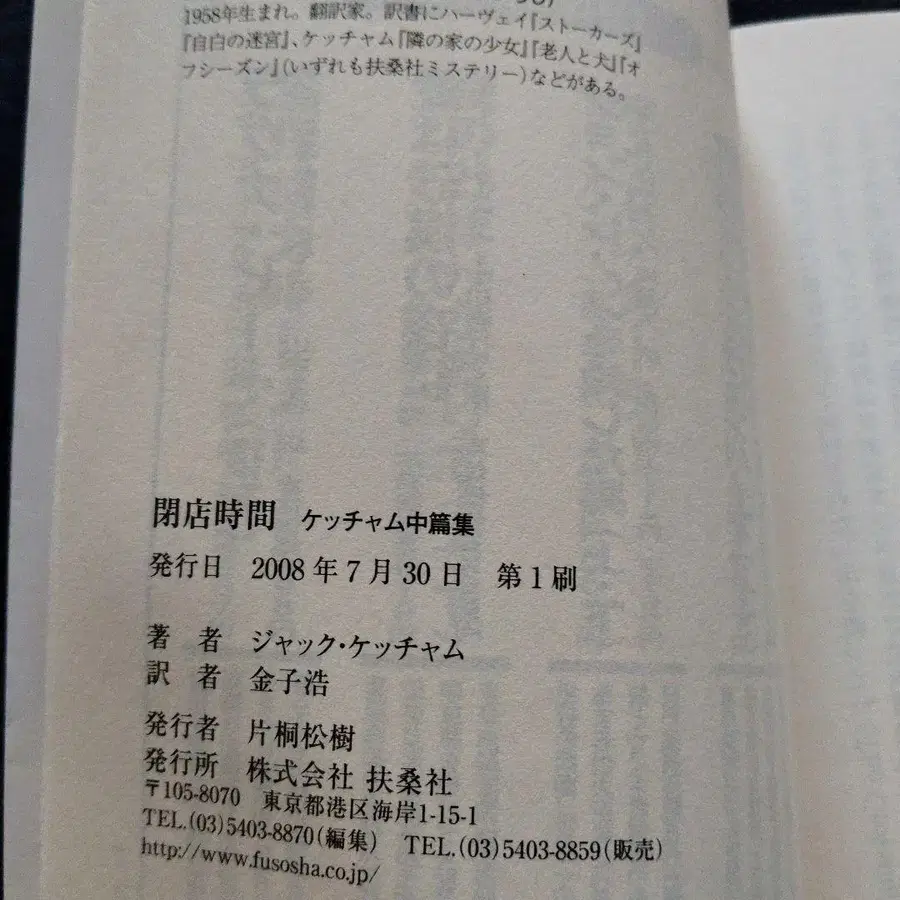 1958年生まれ。翻訳家。訳書にハーヴェイ『ストーカーズ』
『自白の迷宮』、ケッチャム『隣の家の少女』『老人と犬』『オ
フシーズン』(いずれも扶桑社ミステリー)などがある。
閉店時間 ケッチャム中篇集
発行日 2008年7月30日 第1刷
著者 ジャック・ケッチャム
訳者 金子浩
発行者 片桐松樹
発行所 株式会社 扶桑社
〒105-8070 東京都港区海岸1-15-1
TEL.(03)5403-8870(編集) TEL.(03)5403-8859(販売)
http://www.fusosha.co.jp/